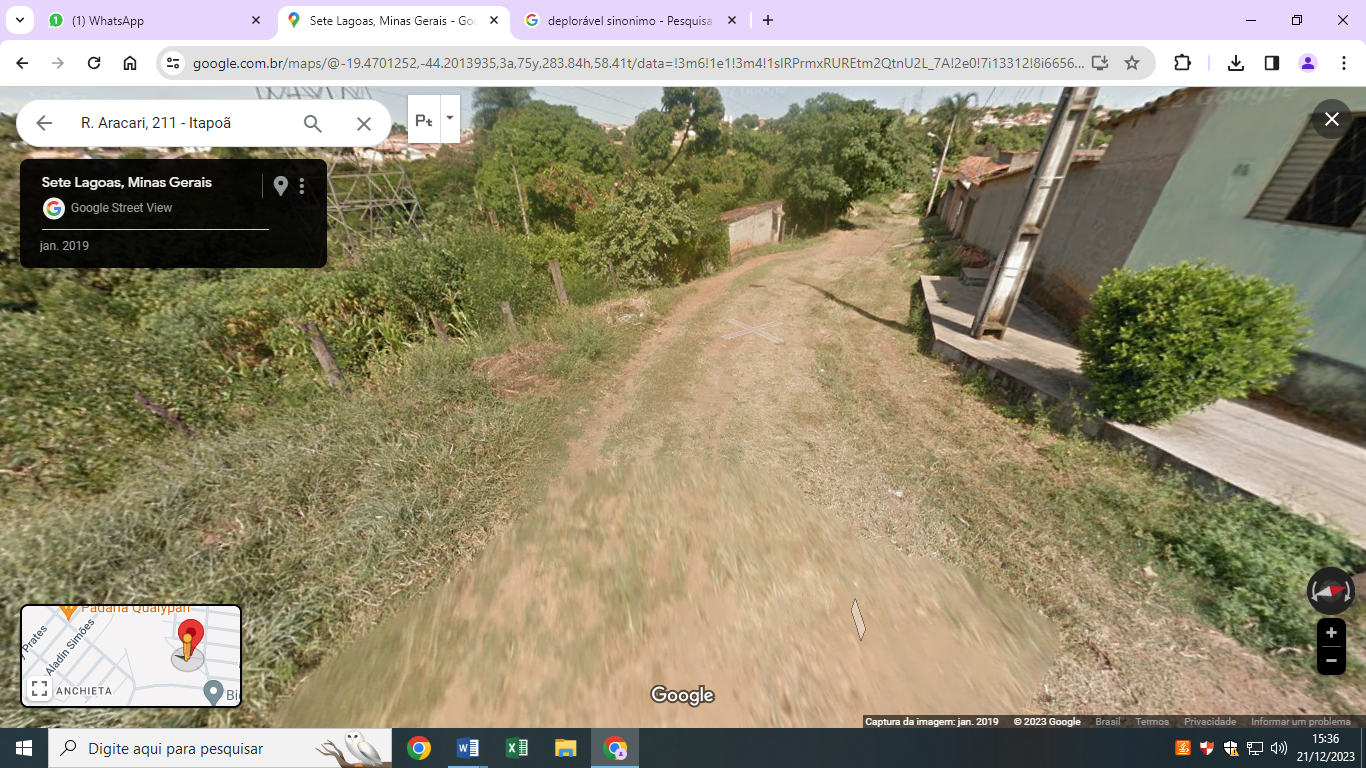 (1) WhatsApp
Sete Lagoas, Minas Gerais - Goo
deplorável sinonimo - Pesquisa
google.com.br/maps/@-19.4701252,-44.2013935,3a,75y,283.84h,58.41t/data=!3m6!1e1!3m4!1sIRPrmxRUREtm2QtnU2L_7A!2e0!7i13312!8i6656...
R. Aracari, 211 - Itapoã
Sete Lagoas, Minas Gerais
Google Street View
jan. 2019
Padaria Qualypan
Prates
Aladin Simões
ANCHIETA
Bi
Google
Captura da imagem: jan. 2019 © 2023 Google Brasil Termos Privacidade Informar um problema
Digite aqui para pesquisar
15:36
21/12/2023